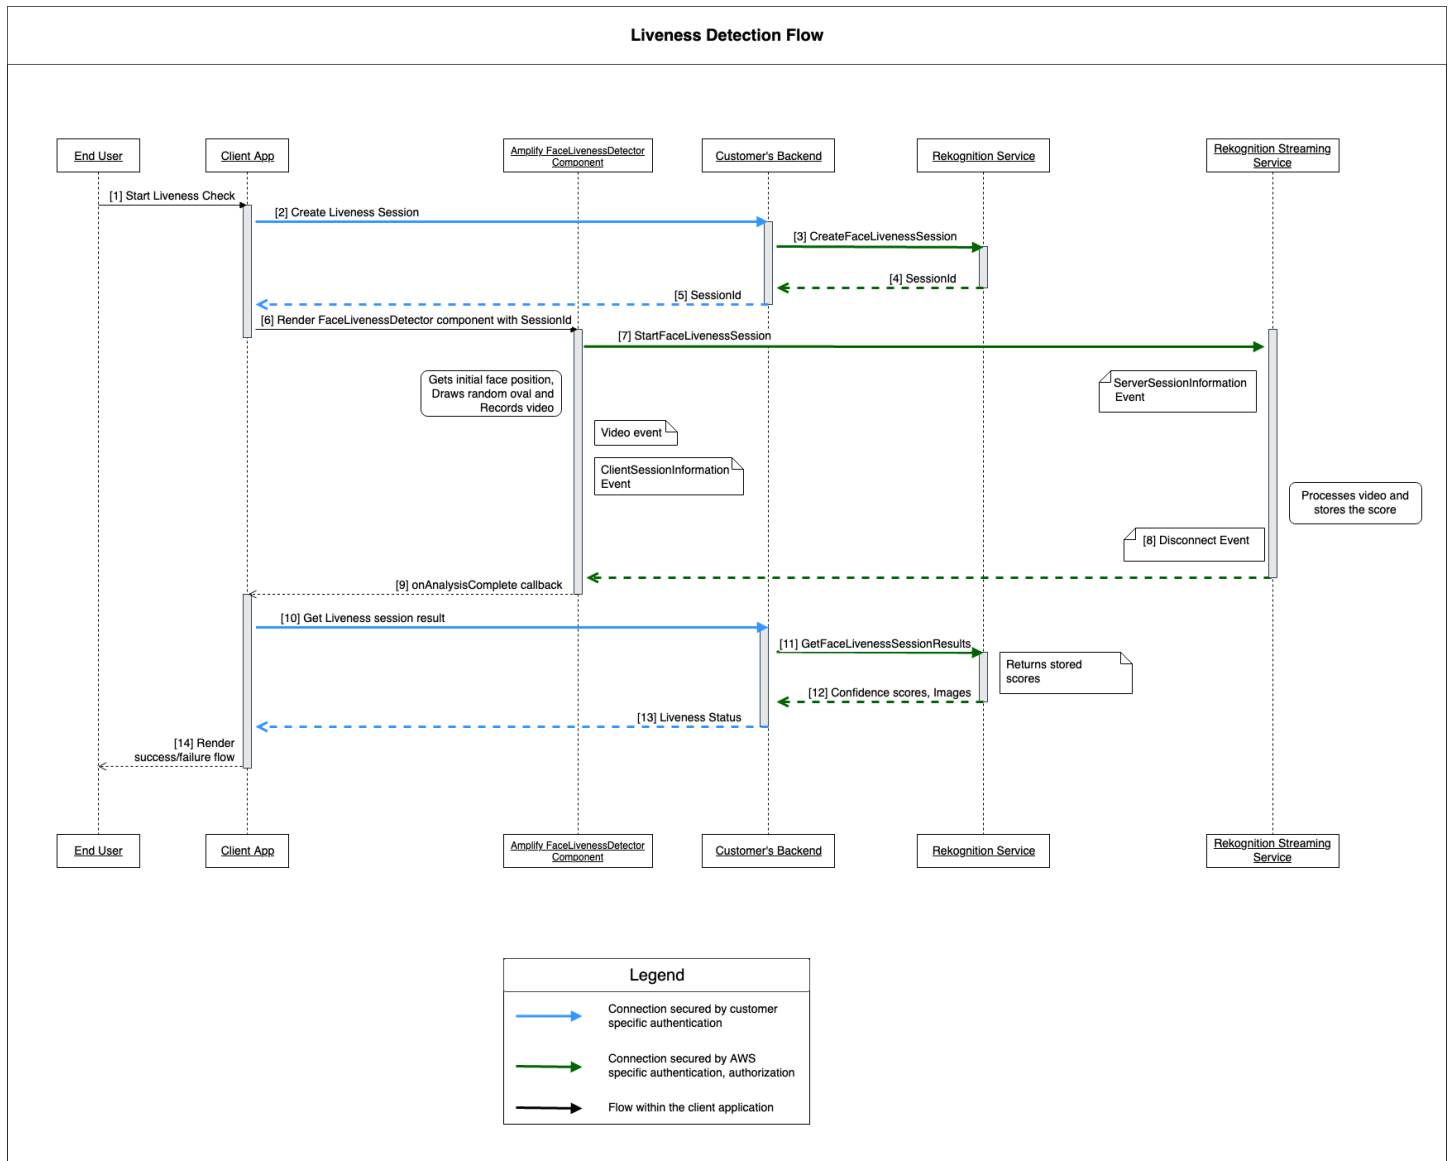 Liveness Detection Flow
End User
Client App
Amplify FaceLivenessDetector
Component
Customer's Backend
Rekognition Service
Rekognition Streaming
Service
[1] Start Liveness Check
[2] Create Liveness Session
[3] CreateFaceLivenessSession
[4] SessionId
[5] SessionId
[6] Render FaceLivenessDetector component with SessionId
[7] StartFaceLivenessSession
Gets initial face position,
Draws random oval and
Records video
ServerSessionInformation
Event
Video event
ClientSessionInformation
Event
Processes video and
stores the score
[8] Disconnect Event
[9] onAnalysisComplete callback
[10] Get Liveness session result
[11] GetFaceLivenessSessionResults
Returns stored
scores
[12] Confidence scores, Images
[13] Liveness Status
[14] Render
success/failure flow
End User
Client App
Amplify FaceLivenessDetector
Component
Customer's Backend
Rekognition Service
Rekognition Streaming
Service
Legend
Connection secured by customer
specific authentication
Connection secured by AWS
specific authentication, authorization
Flow within the client application